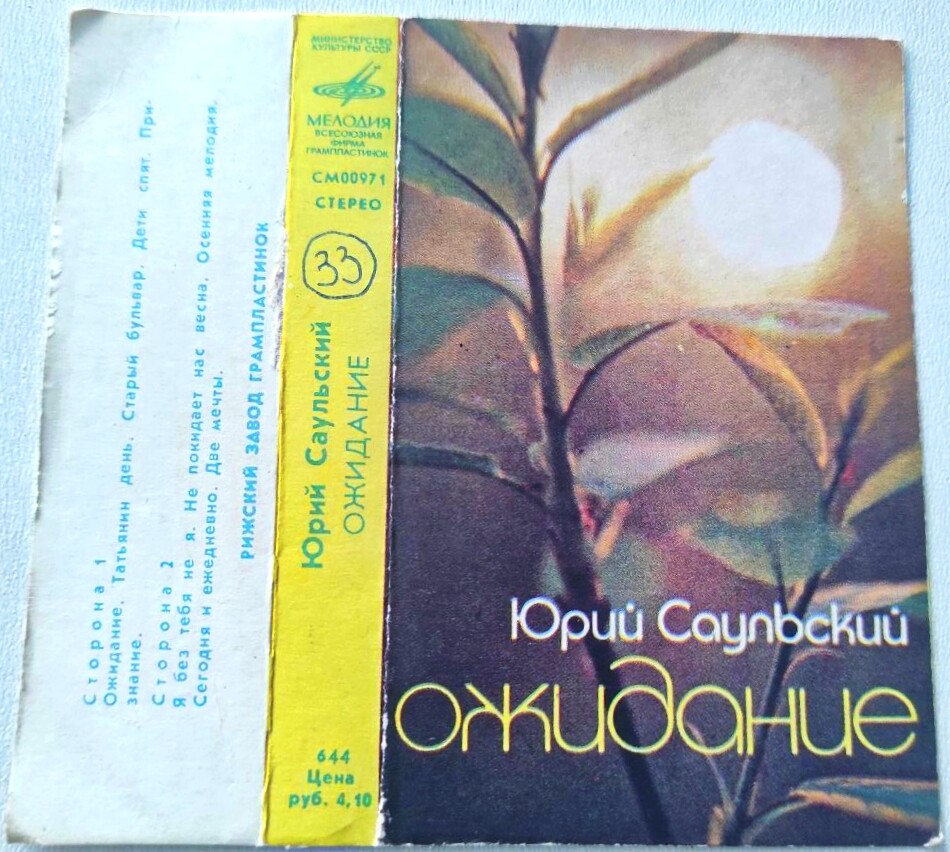 Сторона 1
Ожидание. Татьянин день. Старый бульвар. Дети спят. При-
знание.
Сторона 2
Я без тебя не я. Не покидает нас весна. Осенняя мелодия.
Сегодня и ежедневно. Две мечты.
РИЖСКИЙ ЗАВОД ГРАМПЛАСТИНОК
МИНИСТЕРСТВО
КУЛЬТУРЫ СССР
МЕЛОДИЯ
ВСЕСОЮЗНАЯ
ФИРМА
ГРАМПЛАСТИНОК
СМ00971
СТЕРЕО
33
Юрий Саульский
ОЖИДАНИЕ
644
Цена
руб. 4,10
Юрий Саульский
ожидание